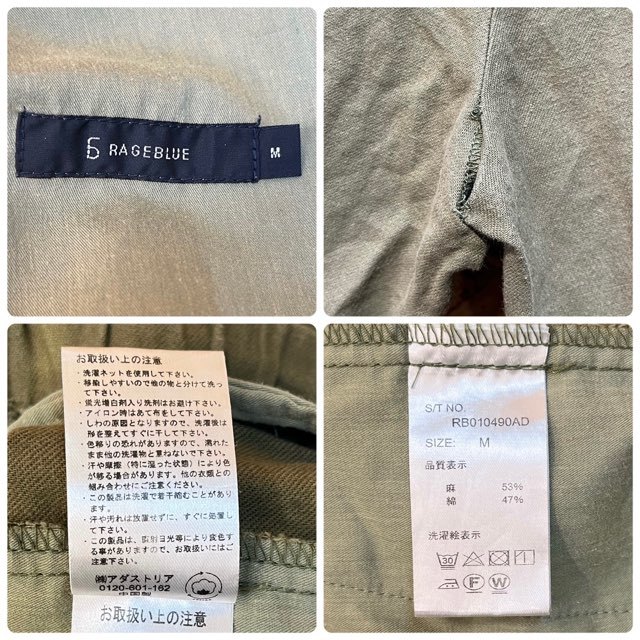 RAGEBLUE
M
お取扱い上の注意
・洗濯ネットを使用して下さい。
・移染しやすいので他の物と分けて洗っ
て下さい。
・蛍光増白剤入り洗剤はお避け下さい。
・アイロン時はあて布をして下さい。
・しわの原因となりますので、洗濯後は
形を整えてすぐに干して下さい。
・色移りの恐れがありますので、濡れた
まま他の洗濯物と重ねないで下さい。
・汗や摩擦（特に湿った状態）により色
が移る場合があります。他の衣類との
組み合わせにご注意ください。
・この製品は洗濯で若干縮むことがあり
ます。
・汗や汚れは放置せずに、すぐに処置し
て下さい。
・この製品は、直射日光等により変色す
る事がありますので、お取扱いにはご
注意下さい。
㈱アダストリア
0120-601-162
中国製
お取扱い上の注意
S/T NO.
RB010490AD
SIZE: M
品質表示
麻 53%
綿 47%
洗濯絵表示
30
F W